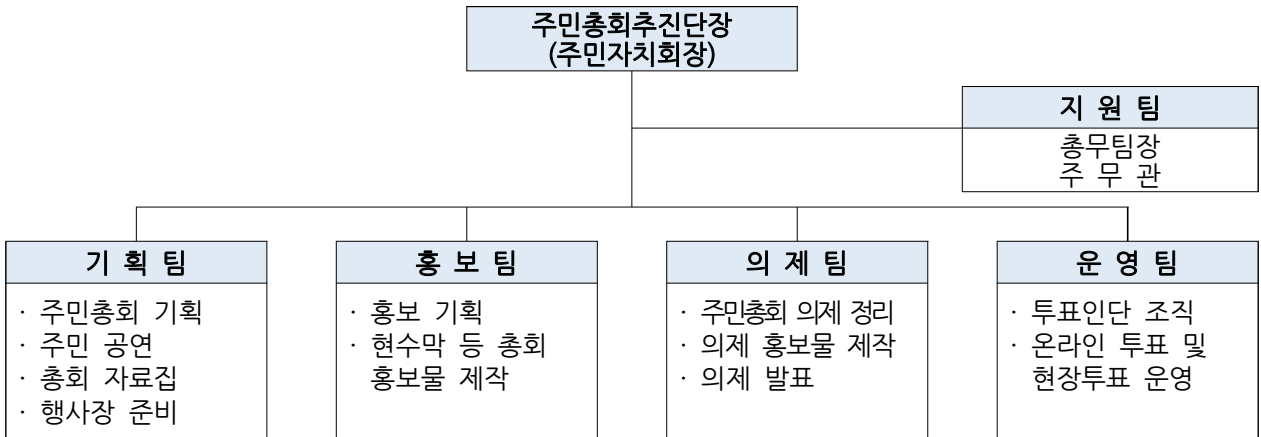 주민총회추진단장
(주민자치회장)
지 원 팀
총무팀장
주 무 관
기 획 팀
· 주민총회 기획
· 주민 공연
· 총회 자료집
· 행사장 준비
홍 보 팀
· 홍보 기획
· 현수막 등 총회
홍보물 제작
의 제 팀
· 주민총회 의제 정리
· 의제 홍보물 제작
· 의제 발표
운 영 팀
· 투표인단 조직
· 온라인 투표 및
현장투표 운영